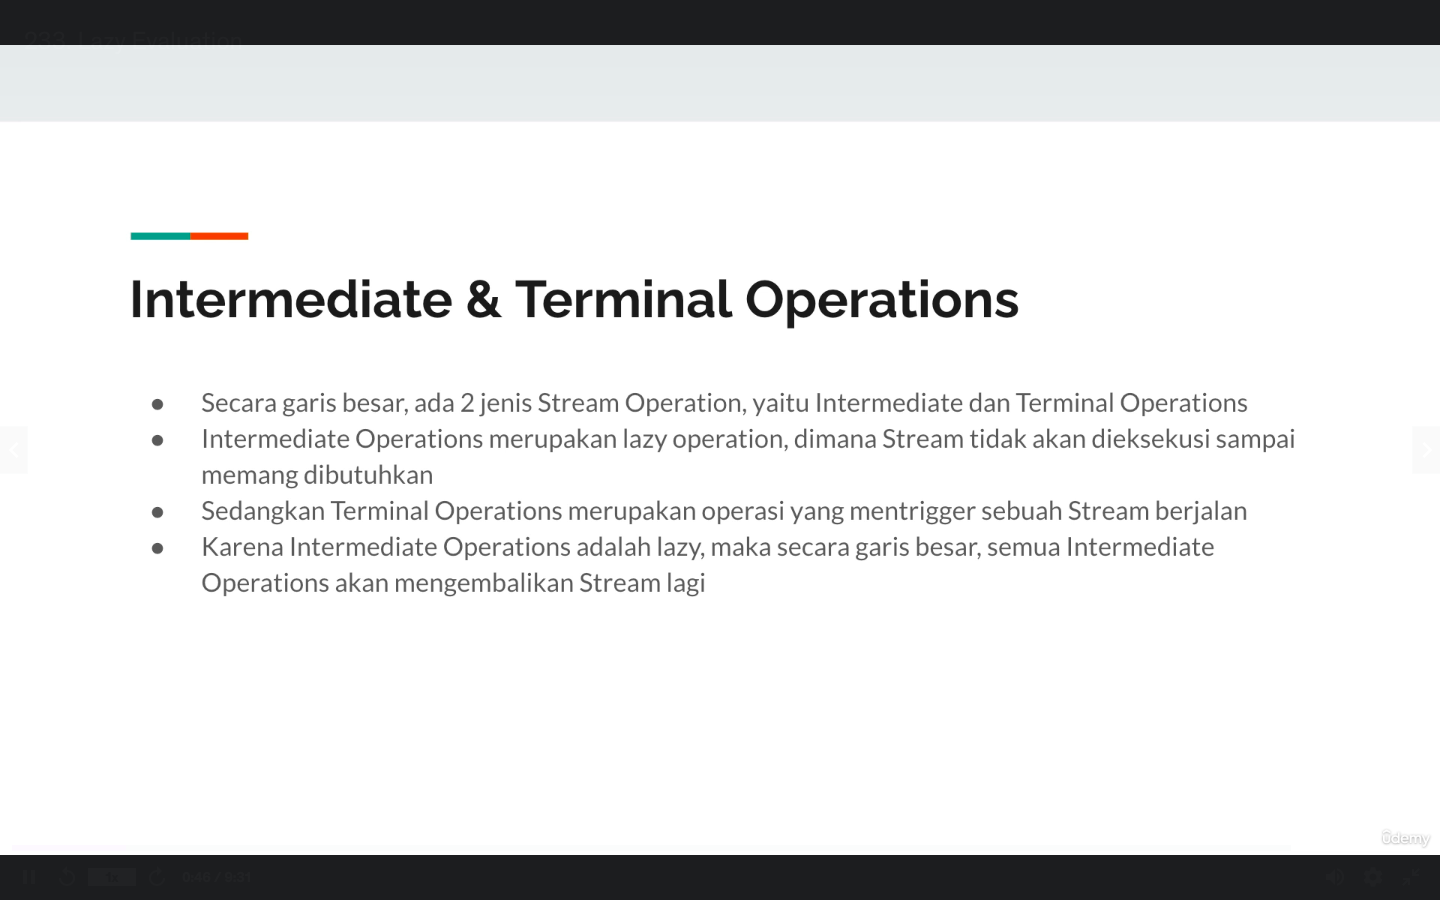 233. Lazy Evaluation
Intermediate & Terminal Operations
● Secara garis besar, ada 2 jenis Stream Operation, yaitu Intermediate dan Terminal Operations
● Intermediate Operations merupakan lazy operation, dimana Stream tidak akan dieksekusi sampai
memang dibutuhkan
● Sedangkan Terminal Operations merupakan operasi yang mentrigger sebuah Stream berjalan
● Karena Intermediate Operations adalah lazy, maka secara garis besar, semua Intermediate
Operations akan mengembalikan Stream lagi
ûdemy
0:48 / 9:31